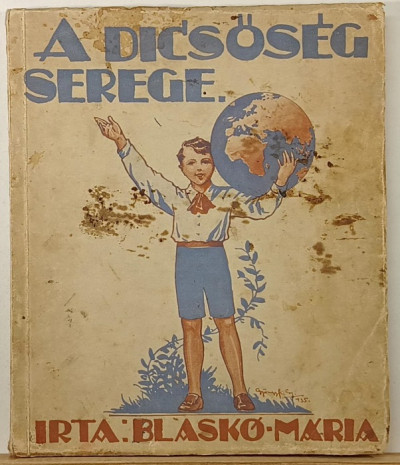 A DICSŐSÉG
SEREGE.
IRTA: BLASKÓ-MÁRIA